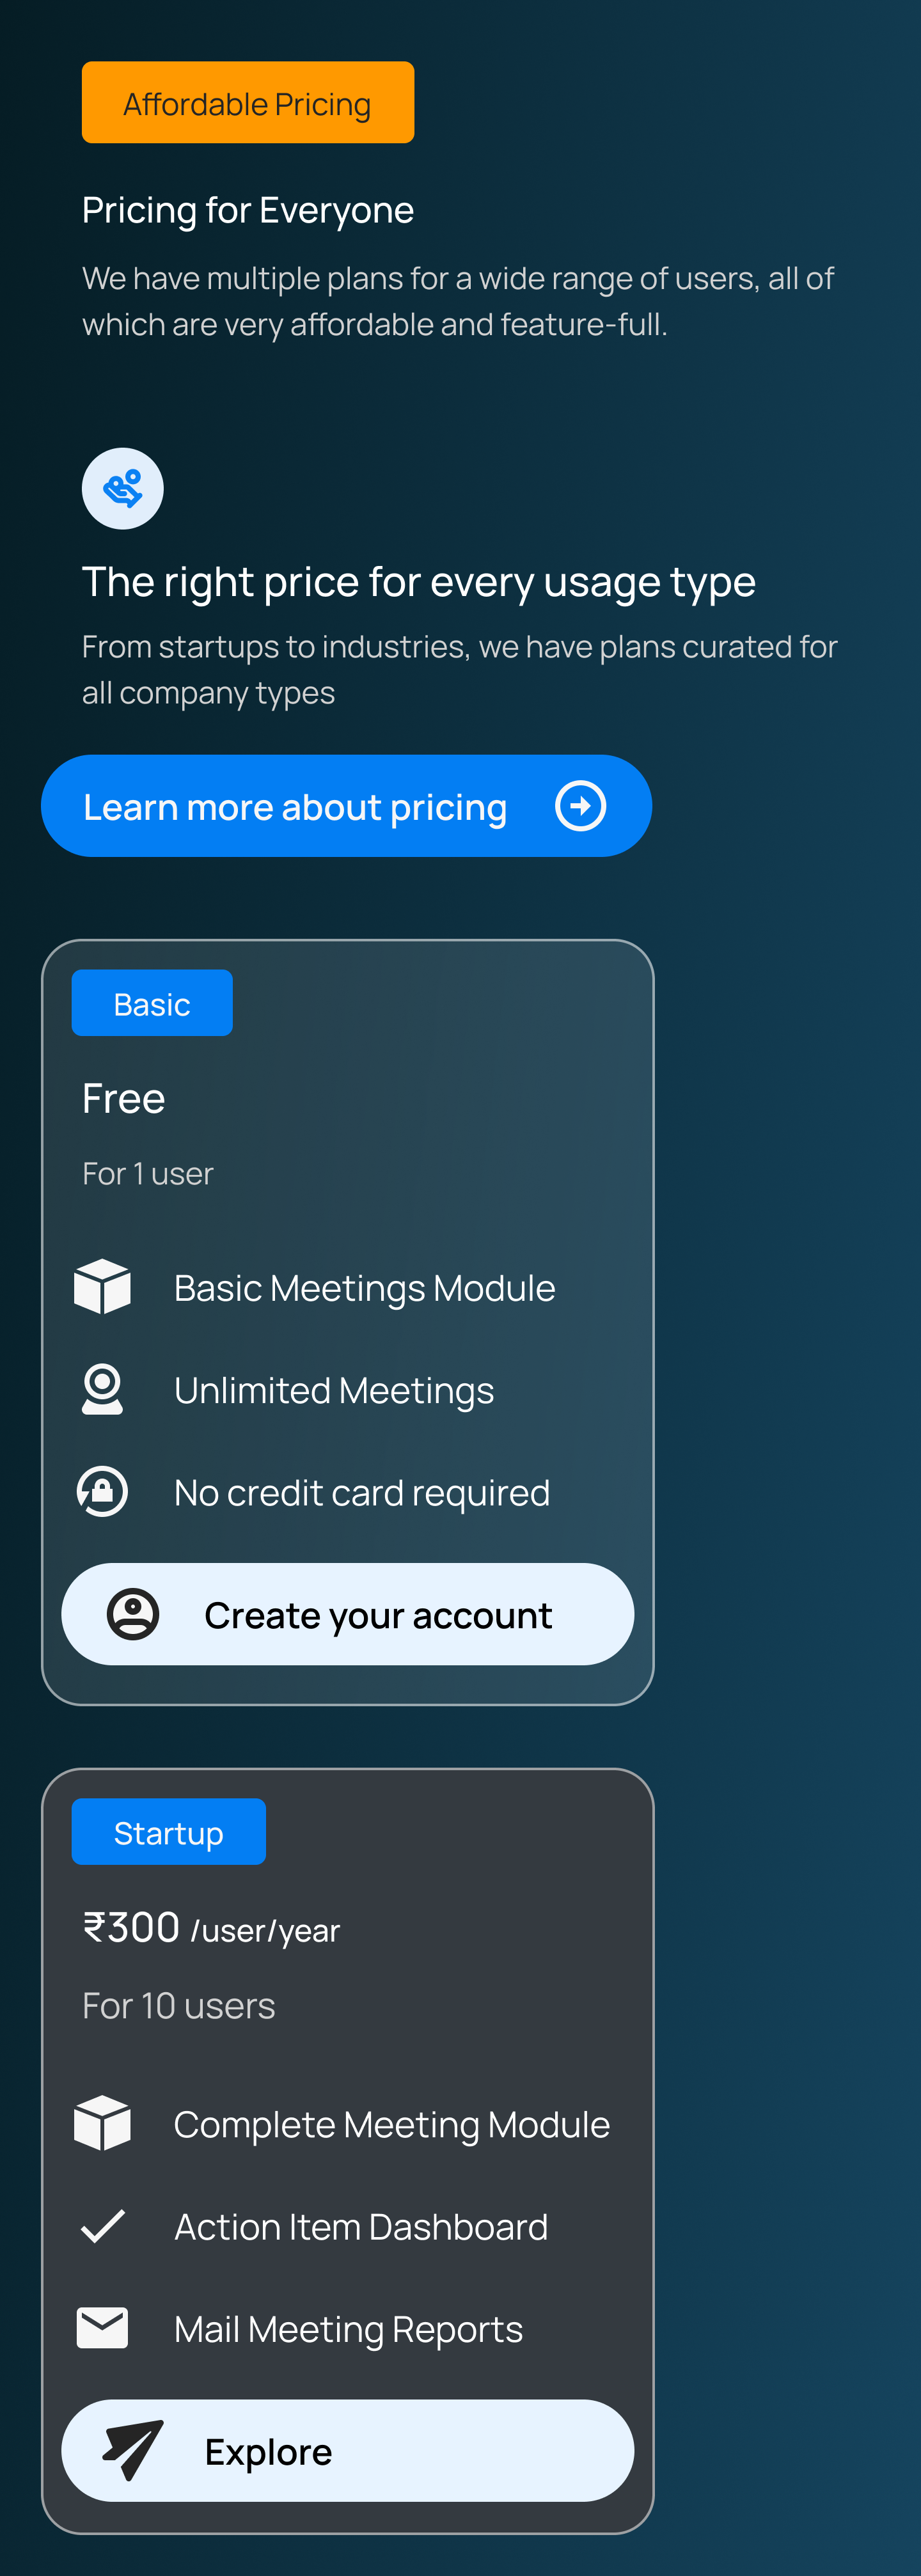 Affordable Pricing
Pricing for Everyone
We have multiple plans for a wide range of users, all of
which are very affordable and feature-full.
The right price for every usage type
From startups to industries, we have plans curated for
all company types
Learn more about pricing
Basic
Free
For 1 user
Basic Meetings Module
Unlimited Meetings
No credit card required
Create your account
Startup
₹300 /user/year
For 10 users
Complete Meeting Module
Action Item Dashboard
Mail Meeting Reports
Explore